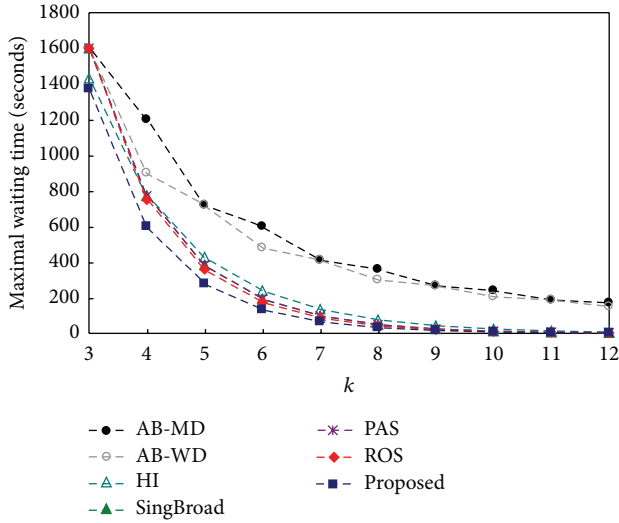 Maximal waiting time (seconds)
1800
1600
1400
1200
1000
800
600
400
200
0
3 4 5 6 7 8 9 10 11 12
k
AB-MD
AB-WD
HI
SingBroad
PAS
ROS
Proposed